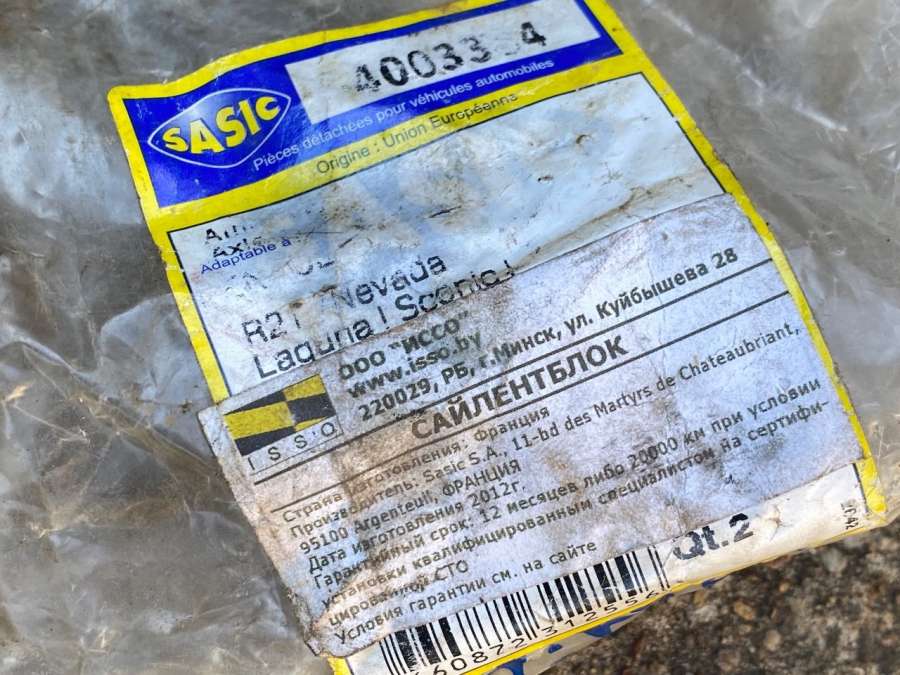 SASIC
Pièces détachées pour véhicules automobiles
Origine : Union Européenne
Adaptable à
R21 Nevada
Laguna I Scenic I
ISSO
ООО "ИССО"
www.isso.by
220029, РБ, г.Минск, ул. Куйбышева 28
САЙЛЕНТБЛОК
Страна изготовления: Франция
Производитель: Sasic S.A., 11-bd des Martyrs de Chateaubriant,
95100 Argenteuil, ФРАНЦИЯ
Дата изготовления 2012г.
Гарантийный срок: 12 месяцев либо 20000 км при условии
установки квалифицированным специалистом на сертифи-
цированной СТО
Условия гарантии см. на сайте
Qt.2